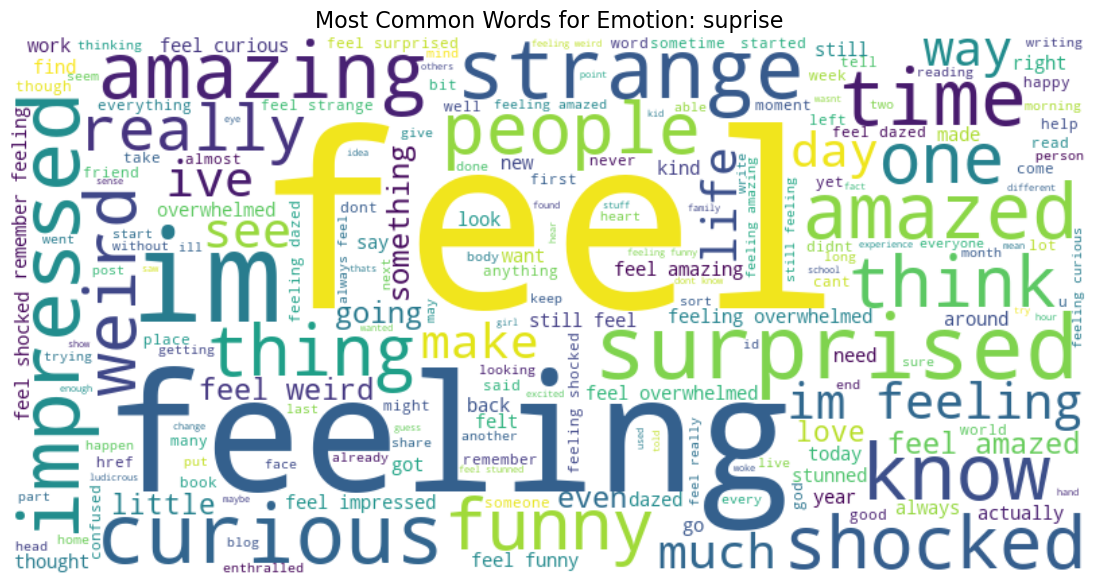 Most Common Words for Emotion: suprise
work
thinking
feel curious
feel surprised
feeling weird
word
sometime
started
still
way
right
writing
find
seem
though
amazing
mind
others
bit
strange
point
tell
week
time
reading
happy
everything
feel strange
well
feeling amazed
able
kid
moment
left
two
wasnt
morning
impressed
really
eye
give
people
feel dazed
made
help
take
almost
idea
done
new
never
kind
day
one
read
person
friend
sense
ive
something
first
life
write
feeling amazing
yet
fact
come
different
weird
overwhelmed
dont
look
found
stuff
heart
family
still feeling
amazed
feel shocked remember feeling
went
start
without
ill
see
feeling dazed
always feel
say
feel
hear
want
body
anything
feeling funny
feel amazing
dont know
didnt
long
cant
experience
everyone
mean
lot
post
saw
im
thats
next
school
month
think
u
feeling curious
place
wanted
going
may
girl
keep
still feel
sort
feeling overwhelmed
around
try
hour
show
trying
getting
thing
make
looking
id
surprised
need
sure
enough
feel weird
said
excited
feel overwhelmed
end
im feeling
change
last
might
back
felt
feeling shocked
love
world
feel amazed
happen
many
guess
share
another
used
told
feel really
today
href
face
already
got
remember
feeling
woke
live
stunned
know
ludicrous
put
feel stunned
part
book
confused
little
maybe
feel impressed
someone
even
dazed
every
god
year
good
always
actually
hand
head
home
thought
curious
blog
enthralled
funny
feel funny
much
go
shocked